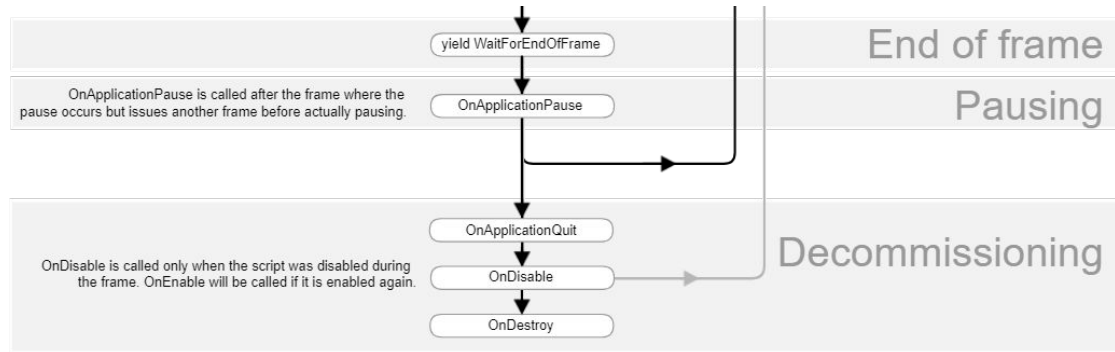 yield WaitForEndOfFrame
End of frame
OnApplicationPause is called after the frame where the
pause occurs but issues another frame before actually pausing.
OnApplicationPause
Pausing
OnApplicationQuit
Decommissioning
OnDisable is called only when the script was disabled during
the frame. OnEnable will be called if it is enabled again.
OnDisable
OnDestroy